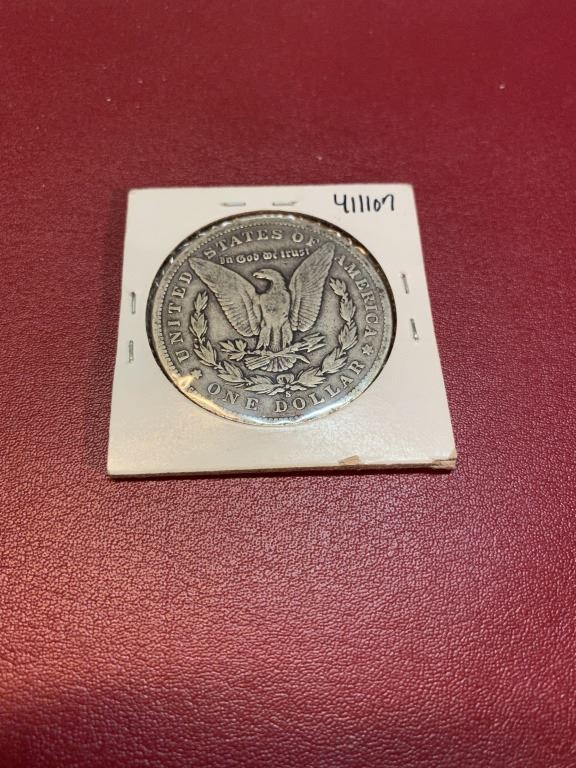 411107
UNITED STATES OF AMERICA
In God We trust
S
ONE DOLLAR